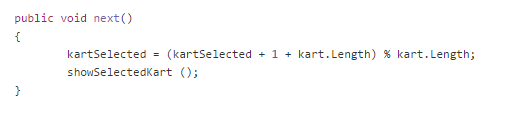 public void next()
{
kartSelected = (kartSelected + 1 + kart.Length) % kart.Length;
showSelectedKart ();
}